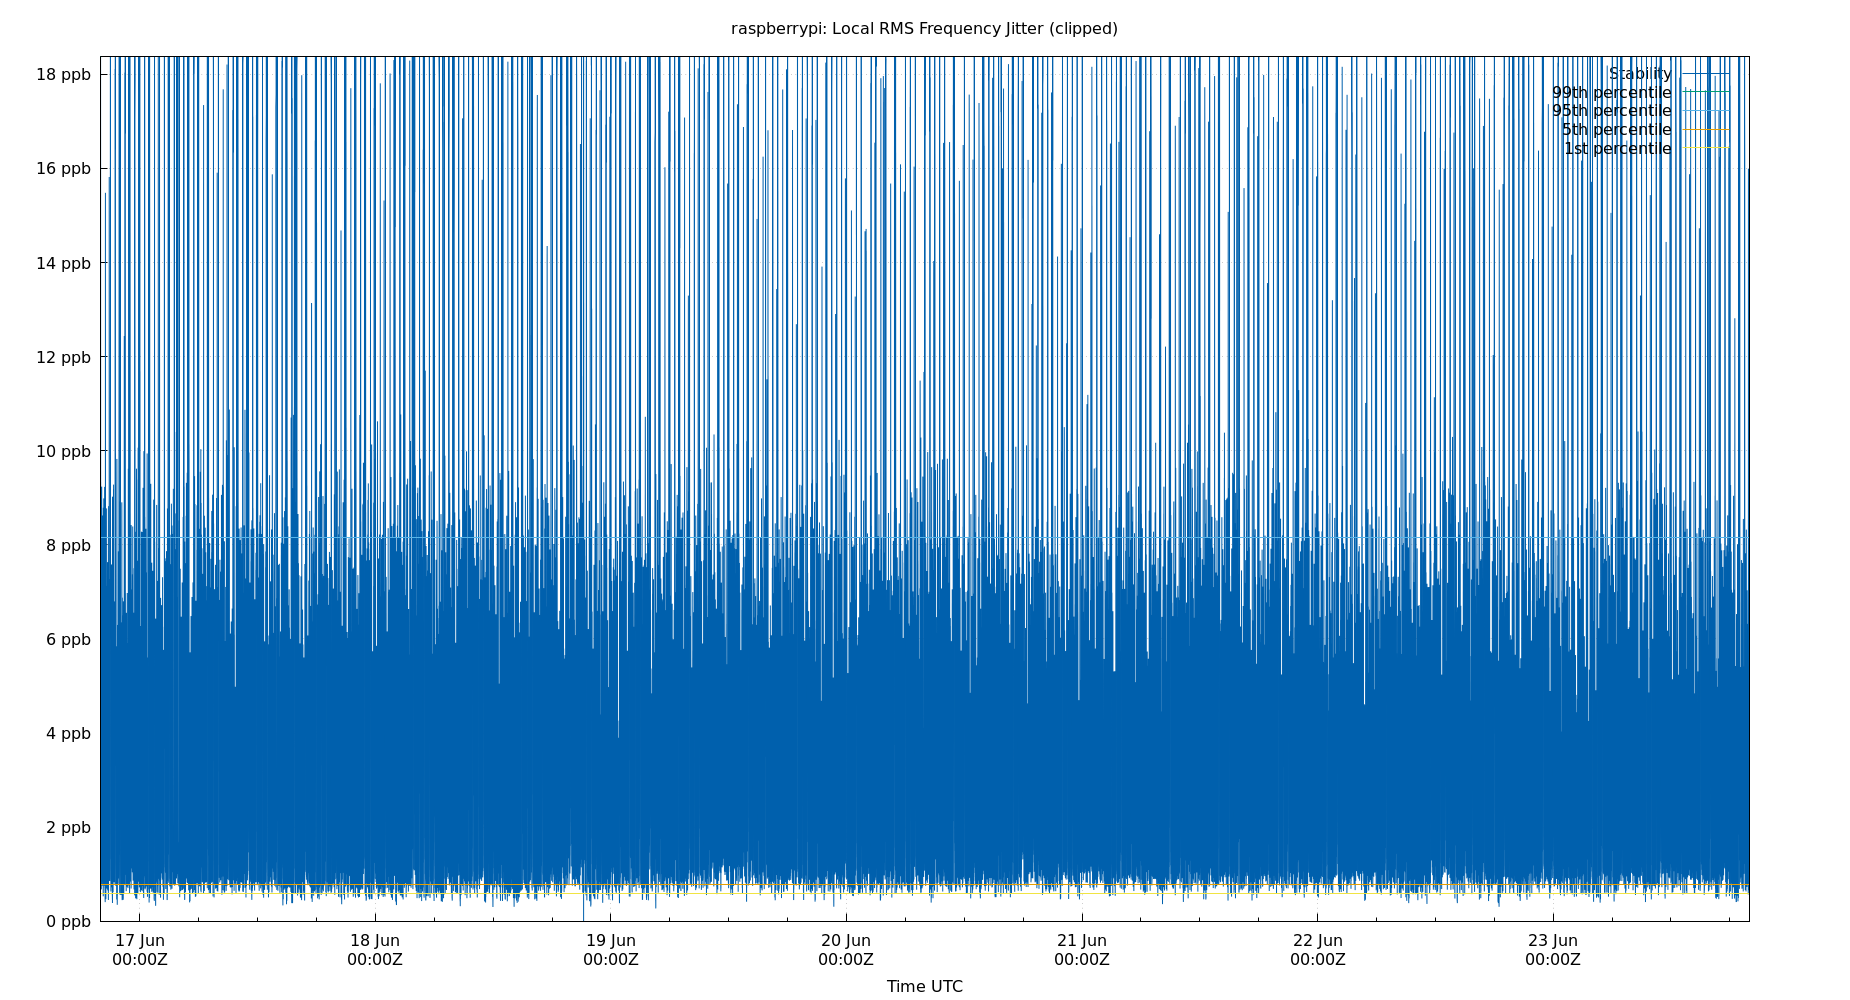 raspberrypi: Local RMS Frequency Jitter (clipped)
18 ppb
16 ppb
14 ppb
12 ppb
10 ppb
8 ppb
6 ppb
4 ppb
2 ppb
0 ppb
Stability
99th percentile
95th percentile
5th percentile
1st percentile
17 Jun 18 Jun 19 Jun 20 Jun 21 Jun 22 Jun 23 Jun
00:00Z 00:00Z 00:00Z 00:00Z 00:00Z 00:00Z 00:00Z
Time UTC